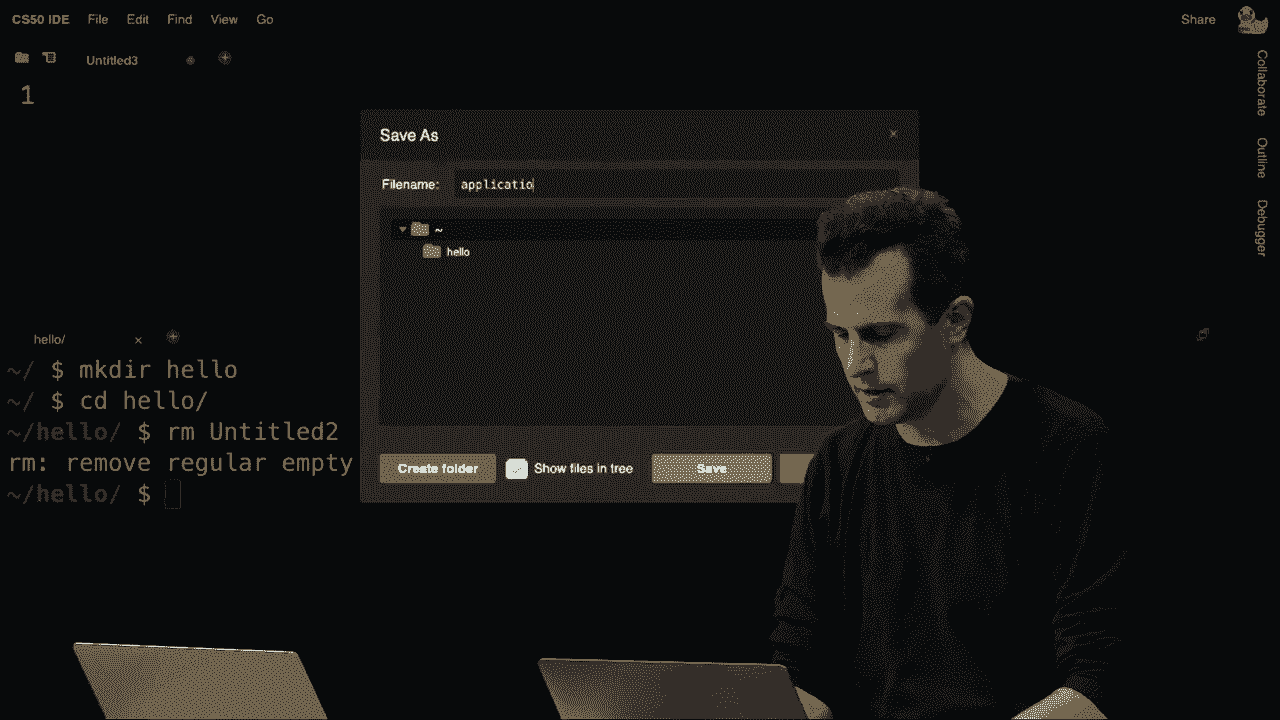 CS50 IDE File Edit Find View Go Share
Untitled3
1
Collaborate
Outline
Debugger
Save As
Filename: applicatio
~
hello
Create folder Show files in tree Save
hello/
~/ $ mkdir hello
~/ $ cd hello/
~/hello/ $ rm Untitled2
rm: remove regular empty
~/hello/ $